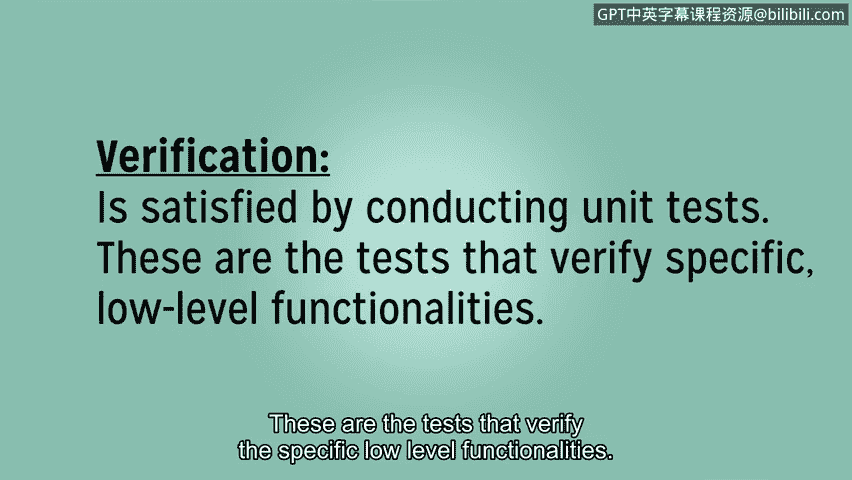 GPT中英字幕课程资源@bilibili.com
Verification:
Is satisfied by conducting unit tests.
These are the tests that verify specific,
low-level functionalities.
These are the tests that verify
the specific low level functionalities.